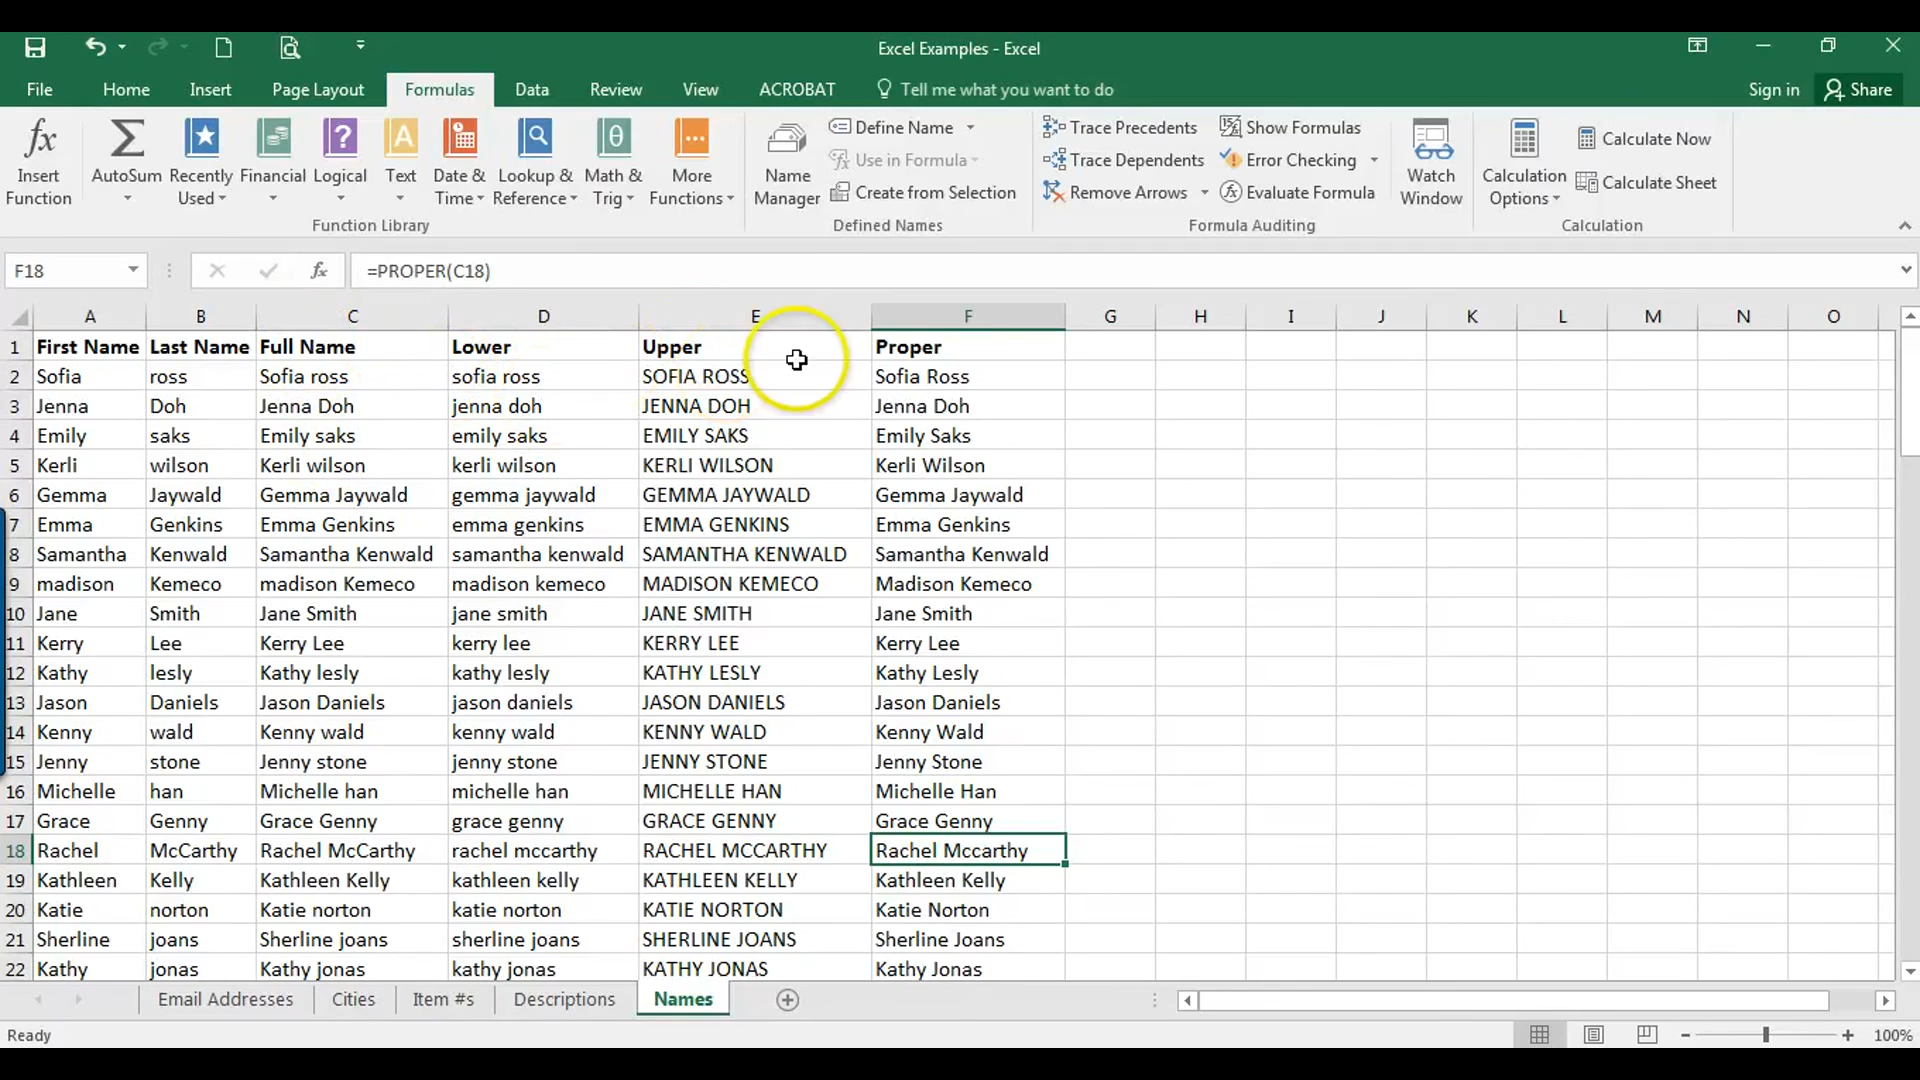 Excel Examples - Excel
File Home Insert Page Layout Formulas Data Review View ACROBAT Tell me what you want to do Sign in Share
fx Insert Function
Σ AutoSum
Recently Used
Financial
Logical
Text
Date & Time
Lookup & Reference
Math & Trig
More Functions
Function Library
Name Manager
Define Name
Use in Formula
Create from Selection
Defined Names
Trace Precedents
Trace Dependents
Remove Arrows
Show Formulas
Error Checking
Evaluate Formula
Formula Auditing
Watch Window
Calculation Options
Calculate Now
Calculate Sheet
Calculation
F18 fx =PROPER(C18)
A B C D E F G H I J K L M N O
1 First Name Last Name Full Name Lower Upper Proper
2 Sofia ross Sofia ross sofia ross SOFIA ROSS Sofia Ross
3 Jenna Doh Jenna Doh jenna doh JENNA DOH Jenna Doh
4 Emily saks Emily saks emily saks EMILY SAKS Emily Saks
5 Kerli wilson Kerli wilson kerli wilson KERLI WILSON Kerli Wilson
6 Gemma Jaywald Gemma Jaywald gemma jaywald GEMMA JAYWALD Gemma Jaywald
7 Emma Genkins Emma Genkins emma genkins EMMA GENKINS Emma Genkins
8 Samantha Kenwald Samantha Kenwald samantha kenwald SAMANTHA KENWALD Samantha Kenwald
9 madison Kemeco madison Kemeco madison kemeco MADISON KEMECO Madison Kemeco
10 Jane Smith Jane Smith jane smith JANE SMITH Jane Smith
11 Kerry Lee Kerry Lee kerry lee KERRY LEE Kerry Lee
12 Kathy lesly Kathy lesly kathy lesly KATHY LESLY Kathy Lesly
13 Jason Daniels Jason Daniels jason daniels JASON DANIELS Jason Daniels
14 Kenny wald Kenny wald kenny wald KENNY WALD Kenny Wald
15 Jenny stone Jenny stone jenny stone JENNY STONE Jenny Stone
16 Michelle han Michelle han michelle han MICHELLE HAN Michelle Han
17 Grace Genny Grace Genny grace genny GRACE GENNY Grace Genny
18 Rachel McCarthy Rachel McCarthy rachel mccarthy RACHEL MCCARTHY Rachel Mccarthy
19 Kathleen Kelly Kathleen Kelly kathleen kelly KATHLEEN KELLY Kathleen Kelly
20 Katie norton Katie norton katie norton KATIE NORTON Katie Norton
21 Sherline joans Sherline joans sherline joans SHERLINE JOANS Sherline Joans
22 Kathy jonas Kathy jonas kathy jonas KATHY JONAS Kathy Jonas
Email Addresses Cities Item #s Descriptions Names
Ready 100%